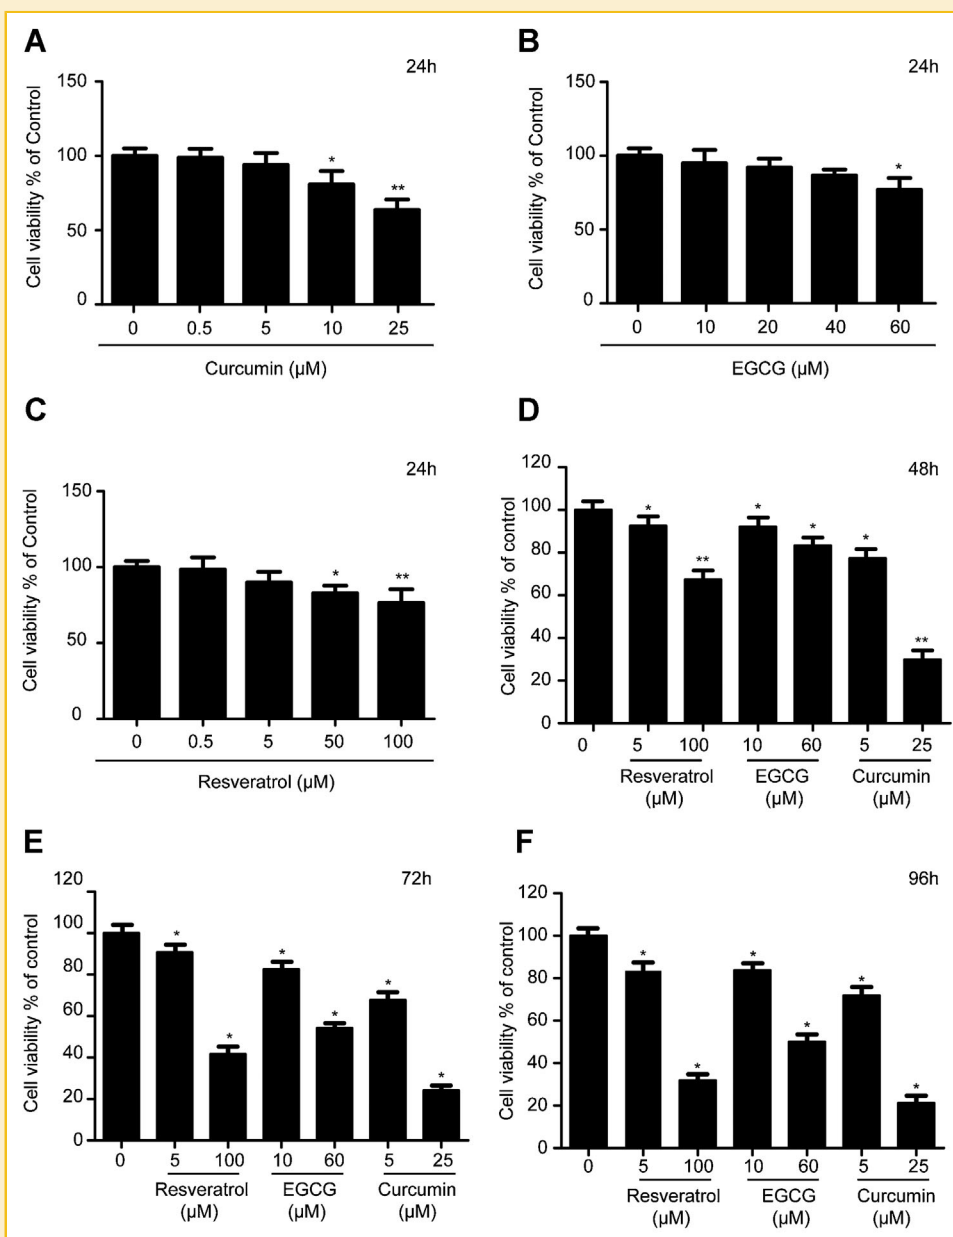 A
24h
Cell viability % of Control
150
100
50
0
*
**
0 0.5 5 10 25
Curcumin (µM)
B
24h
Cell viability % of Control
150
100
50
0
*
0 10 20 40 60
EGCG (µM)
C
24h
Cell viability % of Control
150
100
50
0
*
**
0 0.5 5 50 100
Resveratrol (µM)
D
48h
Cell viability % of control
120
100
80
60
40
20
0
* ** * * * **
0 5 100 10 60 5 25
Resveratrol EGCG Curcumin
(µM) (µM) (µM)
E
72h
Cell viability % of control
120
100
80
60
40
20
0
* * * * * *
0 5 100 10 60 5 25
Resveratrol EGCG Curcumin
(µM) (µM) (µM)
F
96h
Cell viability % of control
120
100
80
60
40
20
0
* * * * * *
0 5 100 10 60 5 25
Resveratrol EGCG Curcumin
(µM) (µM) (µM)